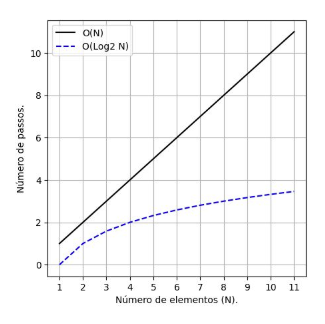 O(N)
O(Log2 N)
10
8
6
4
2
0
Número de passos.
1 2 3 4 5 6 7 8 9 10 11
Número de elementos (N).